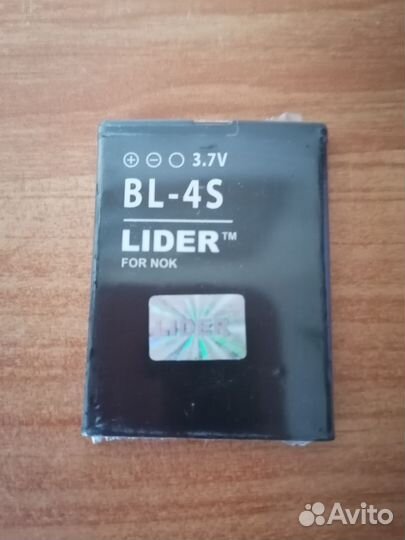 ⊕ ⊖ ○ 3.7V
BL-4S
LIDER™
FOR NOK
LIDER
Avito